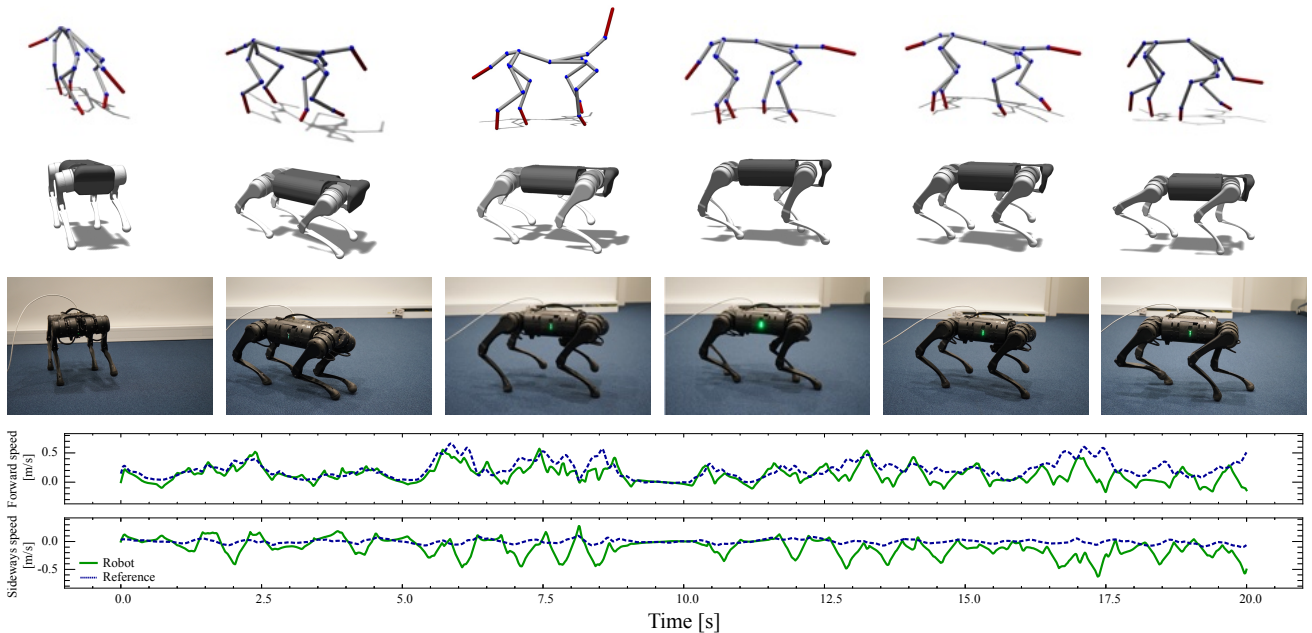 Forward speed
[m/s]
0.5
0.0
Sideways speed
[m/s]
0.0
-0.5
Robot
Reference
0.0 2.5 5.0 7.5 10.0 12.5 15.0 17.5 20.0
Time [s]